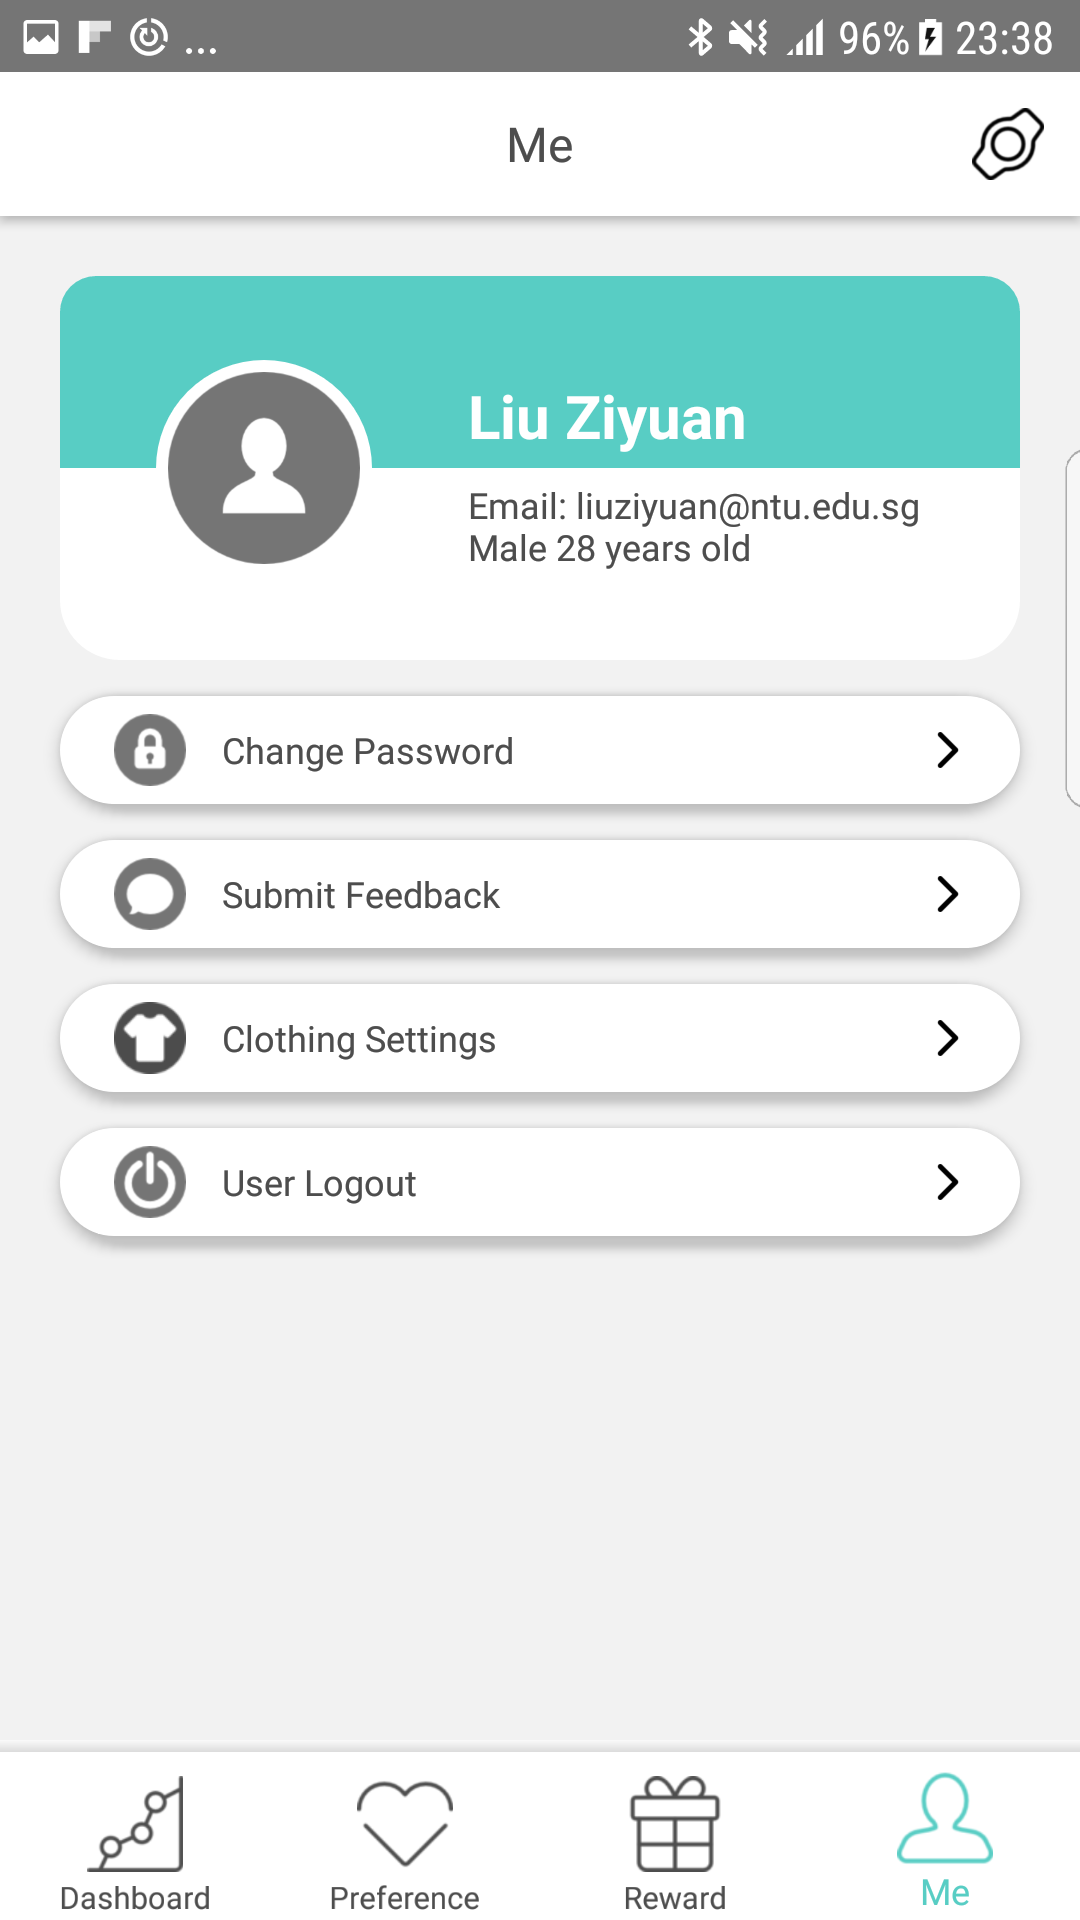 ... 96% 23:38
Me
Liu Ziyuan
Email: liuziyuan@ntu.edu.sg
Male 28 years old
Change Password
Submit Feedback
Clothing Settings
User Logout
Dashboard Preference Reward Me